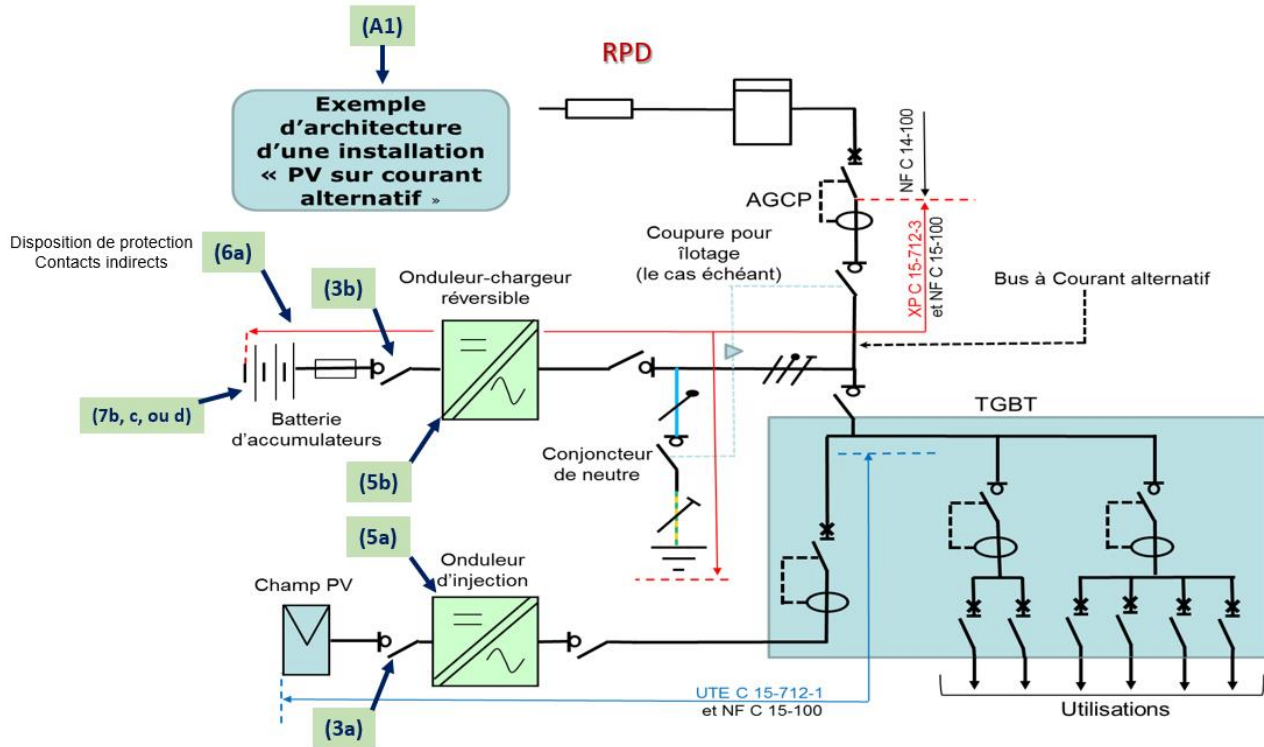 (A1)
RPD
Exemple
d’architecture
d’une installation
« PV sur courant
alternatif »
NF C 14-100
AGCP
XP C 15-712-3
et NF C 15-100
Disposition de protection
Contacts indirects
(6a)
(3b)
Onduleur-chargeur
réversible
Coupure pour
îlotage
(le cas échéant)
Bus à Courant alternatif
(7b, c, ou d)
Batterie
d’accumulateurs
(5b)
Conjoncteur
de neutre
TGBT
(5a)
Champ PV
Onduleur
d’injection
(3a)
UTE C 15-712-1
et NF C 15-100
Utilisations